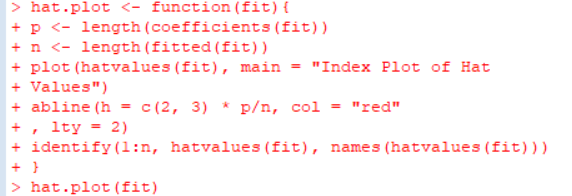 > hat.plot <- function(fit){
+ p <- length(coefficients(fit))
+ n <- length(fitted(fit))
+ plot(hatvalues(fit), main = "Index Plot of Hat
+ Values")
+ abline(h = c(2, 3) * p/n, col = "red"
+ , lty = 2)
+ identify(1:n, hatvalues(fit), names(hatvalues(fit)))
+ }
> hat.plot(fit)